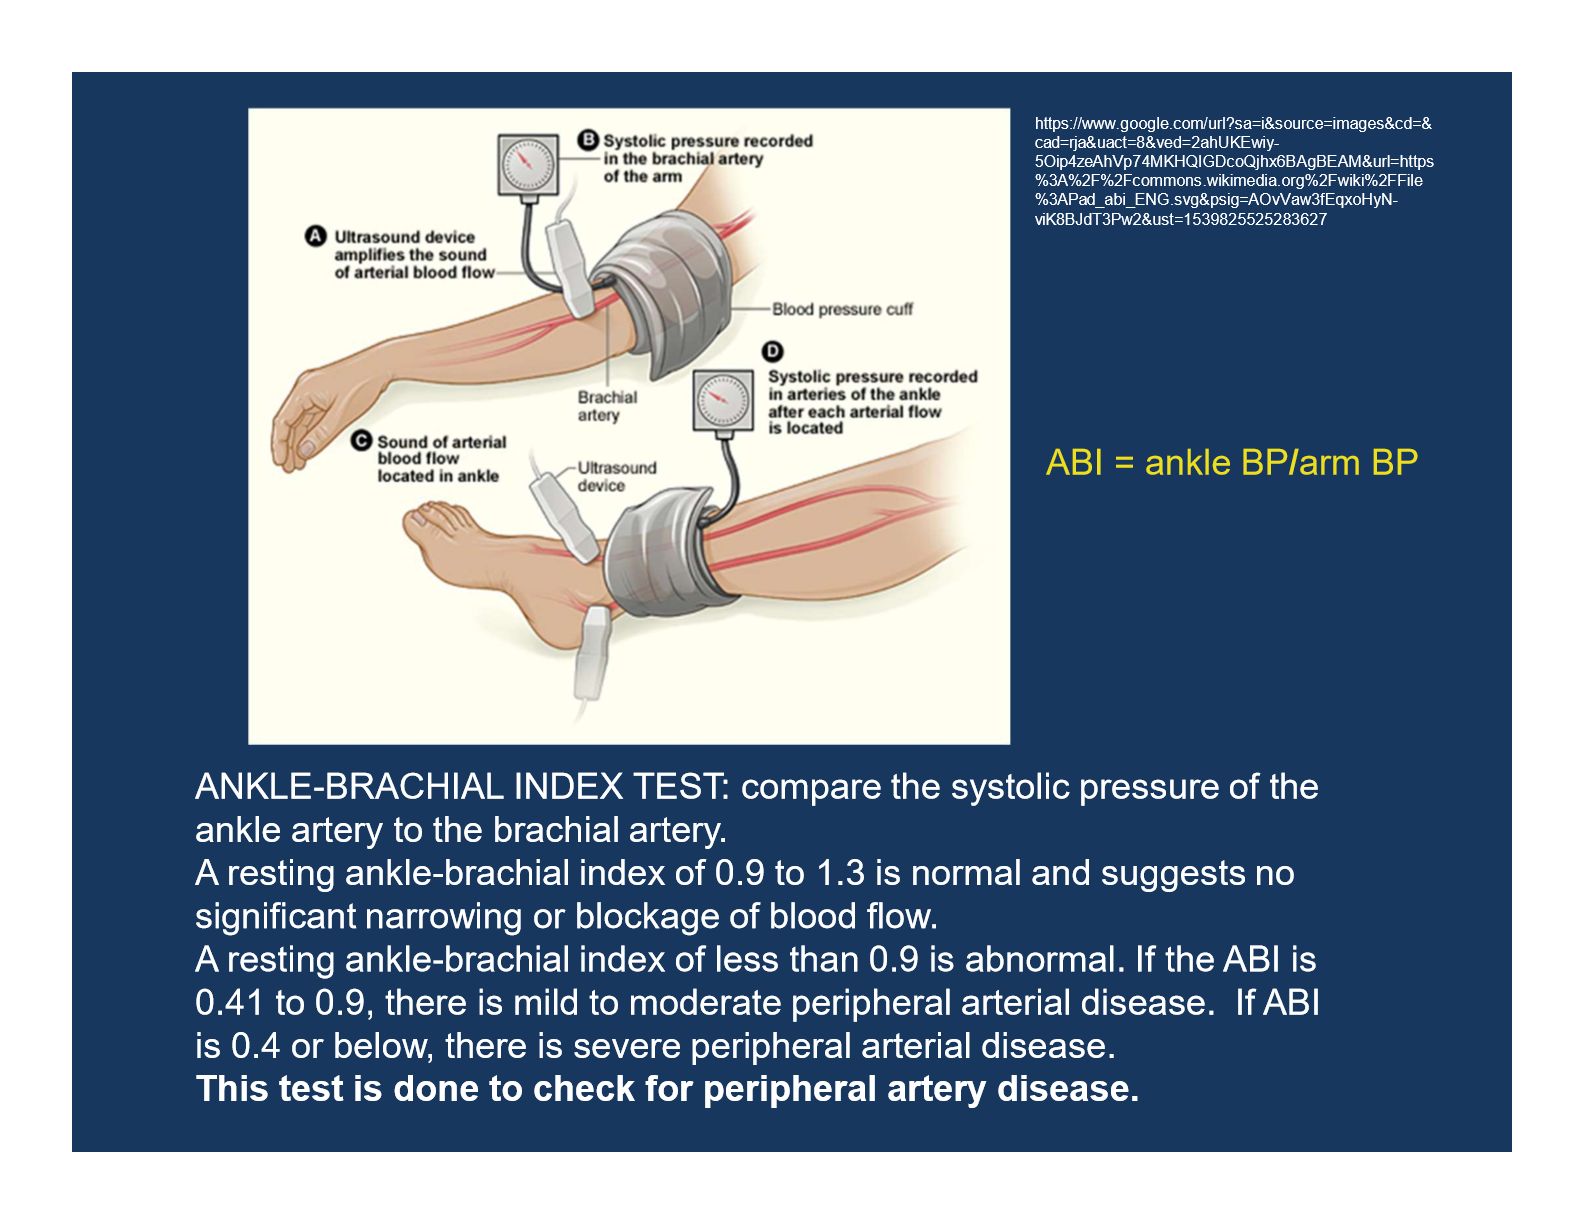 B Systolic pressure recorded
in the brachial artery
of the arm
https://www.google.com/url?sa=i&source=images&cd=&
cad=rja&uact=8&ved=2ahUKEwiy-
5Oip4zeAhVp74MKHQIGDcoQjhx6BAgBEAM&url=https
%3A%2F%2Fcommons.wikimedia.org%2Fwiki%2FFile
%3APad_abi_ENG.svg&psig=AOvVaw3fEqxoHyN-
viK8BJdT3Pw2&ust=1539825525283627
A Ultrasound device
amplifies the sound
of arterial blood flow
Blood pressure cuff
D
Systolic pressure recorded
in arteries of the ankle
after each arterial flow
is located
Brachial
artery
C Sound of arterial
blood flow
located in ankle
Ultrasound
device
ABI = ankle BP/arm BP
ANKLE-BRACHIAL INDEX TEST: compare the systolic pressure of the
ankle artery to the brachial artery.
A resting ankle-brachial index of 0.9 to 1.3 is normal and suggests no
significant narrowing or blockage of blood flow.
A resting ankle-brachial index of less than 0.9 is abnormal. If the ABI is
0.41 to 0.9, there is mild to moderate peripheral arterial disease.  If ABI
is 0.4 or below, there is severe peripheral arterial disease.
This test is done to check for peripheral artery disease.